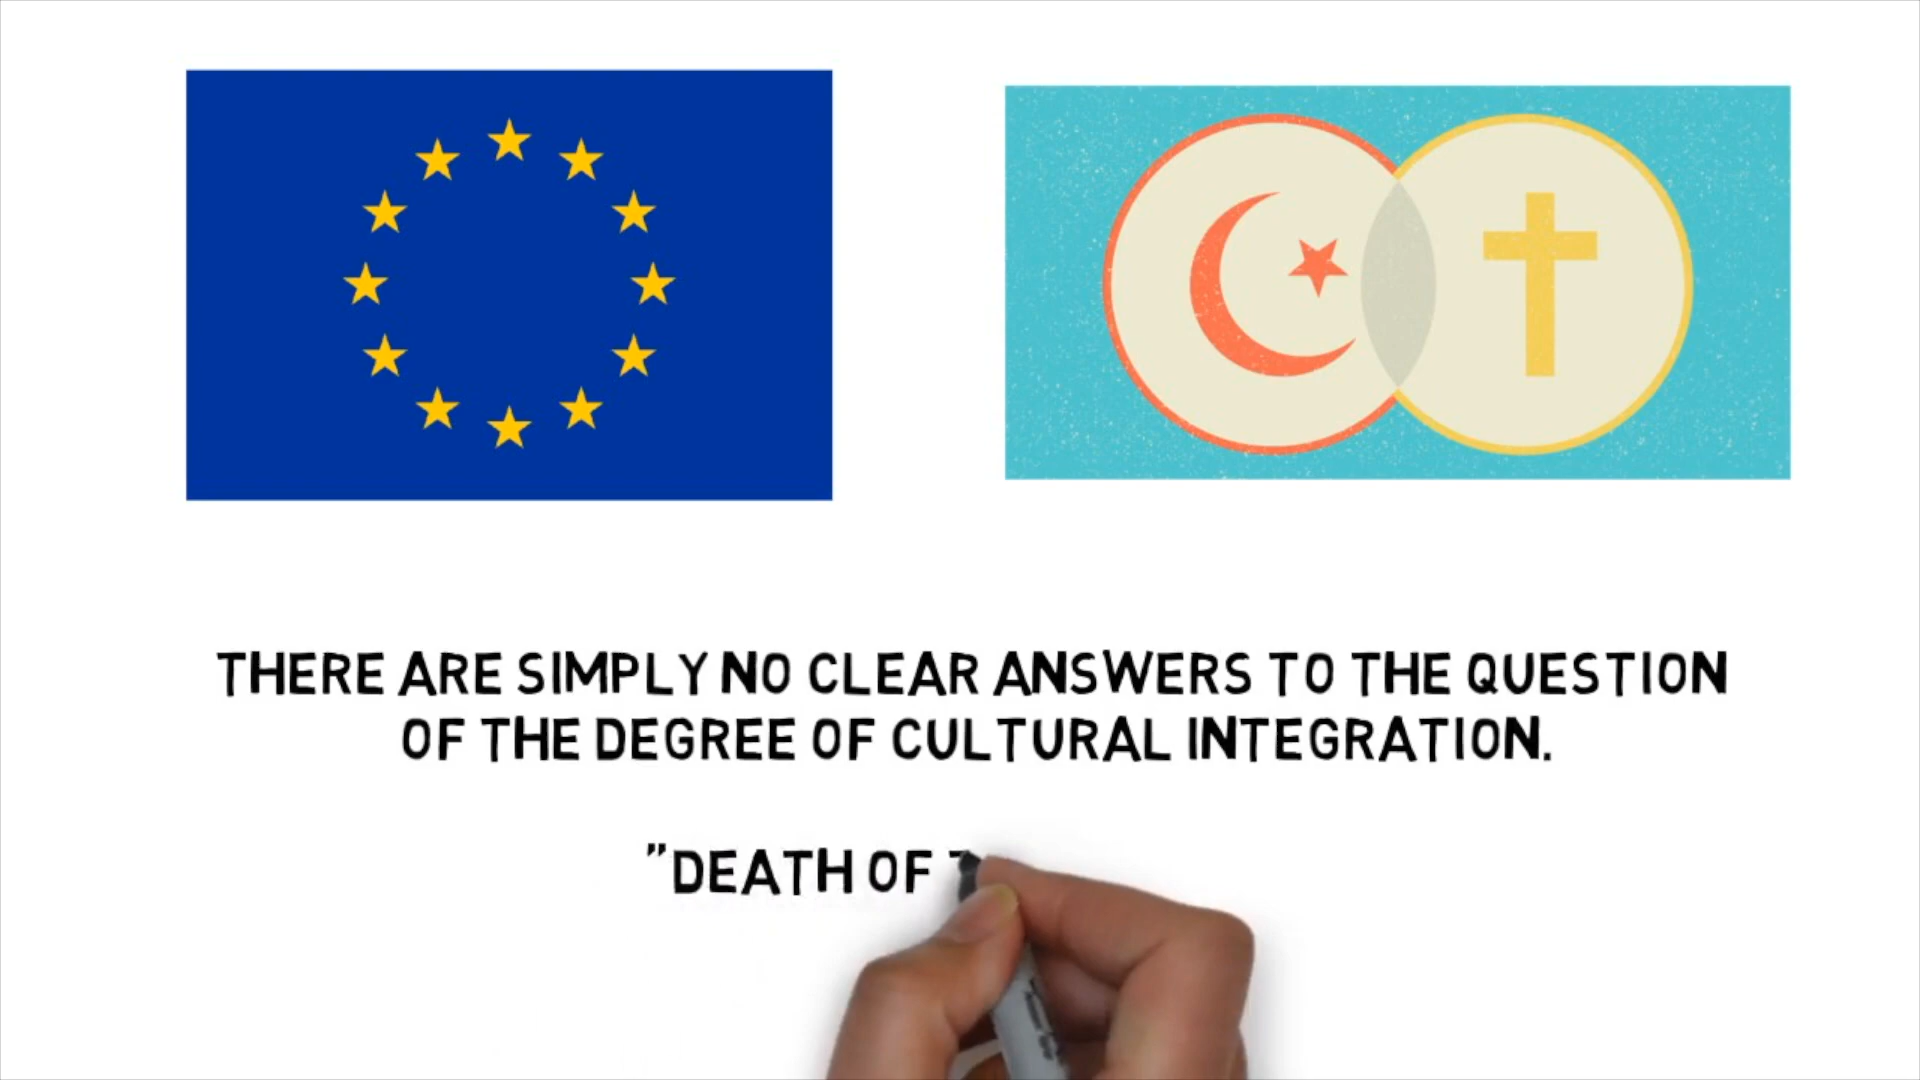 THERE ARE SIMPLY NO CLEAR ANSWERS TO THE QUESTION
OF THE DEGREE OF CULTURAL INTEGRATION.
"DEATH OF